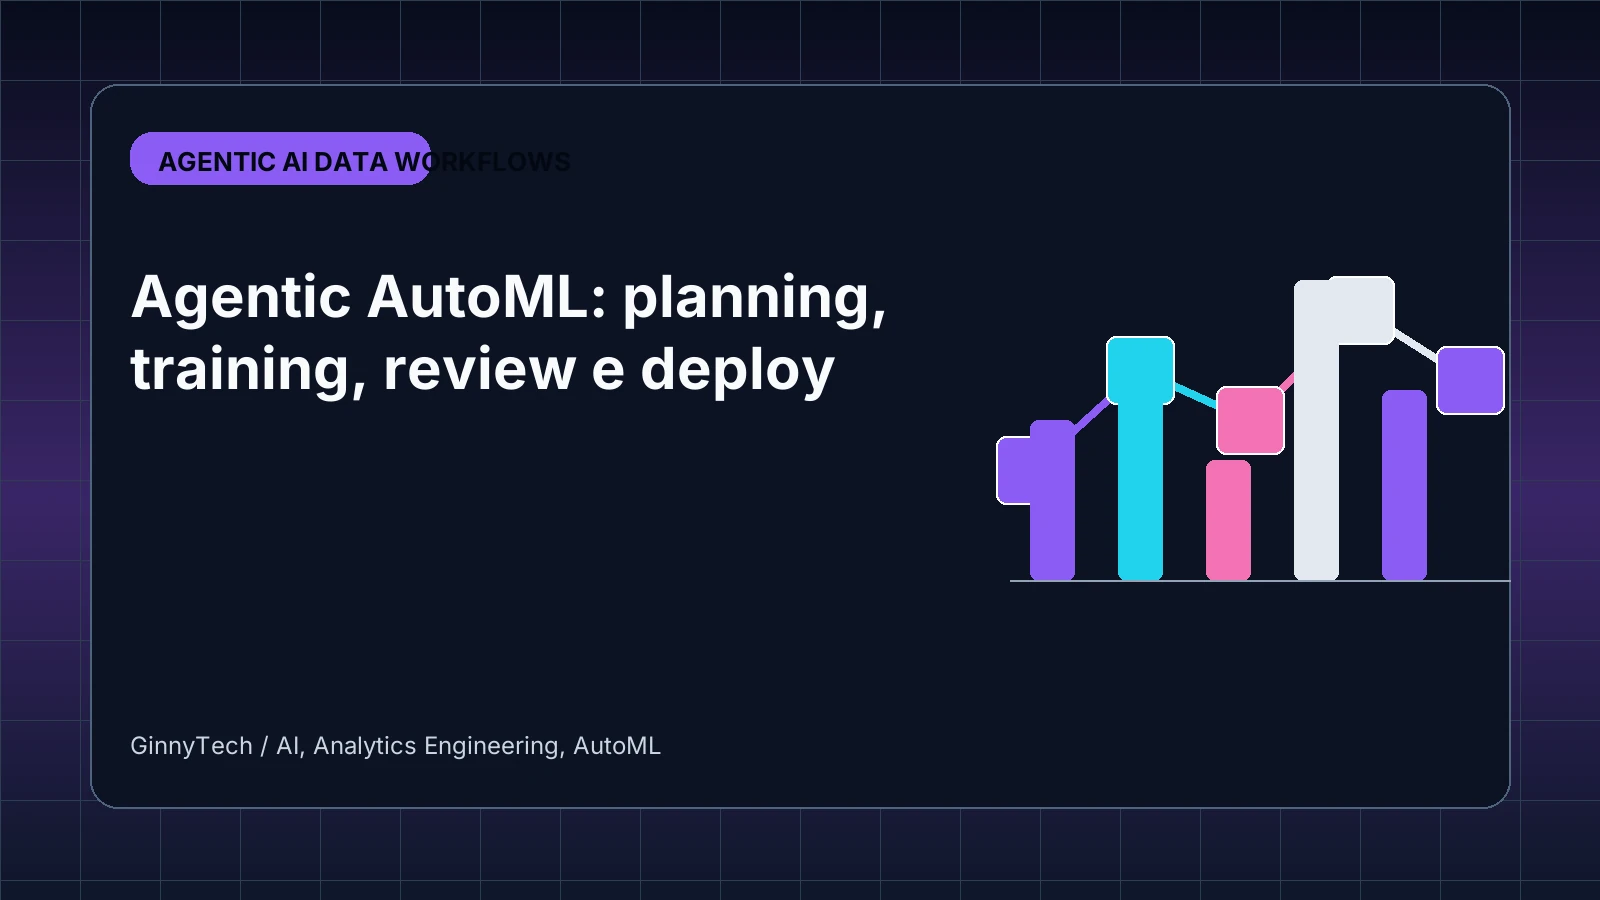 AGENTIC AI DATA WORKFLOWS
Agentic AutoML: planning,
training, review e deploy
GinnyTech / AI, Analytics Engineering, AutoML